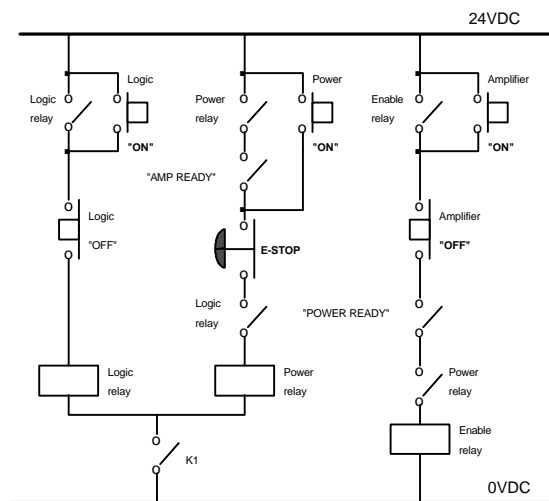 24VDC
Logic
Power
Amplifier
Logic
relay
Power
relay
Enable
relay
"ON"
"ON"
"ON"
"AMP READY"
Logic
"OFF"
E-STOP
Amplifier
"OFF"
Logic
relay
"POWER READY"
Logic
relay
Power
relay
Power
relay
Enable
relay
K1
0VDC